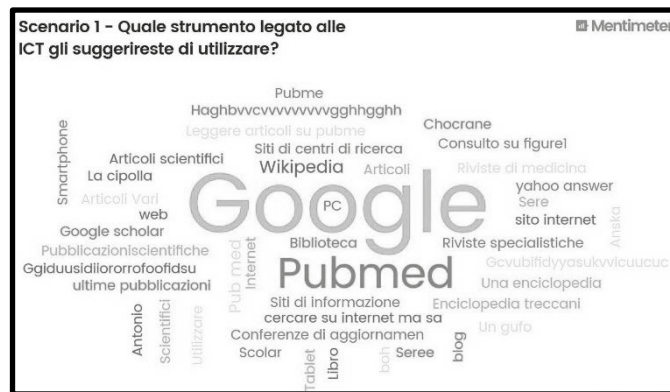 Scenario 1 - Quale strumento legato alle
ICT gli suggerireste di utilizzare?
Mentimeter
Pubme
Haghbvvcvvvvvvvvgghhgghh
Leggere articoli su pubme
Chocrane
Smartphone
Siti di centri di ricerca
Consulto su figure1
Articoli scientifici
Wikipedia
Articoli
Riviste di medicina
La cipolla
yahoo answer
Articoli Vari
Google
PC
Sere
web
sito internet
Anska
Google scholar
Biblioteca
Riviste specialistiche
Pubblicazioniscientifiche
Pub med
Internet
Pubmed
Ggiduusidiiororrofoofidsu
Una enciclopedia
ultime pubblicazioni
Siti di informazione
Enciclopedia treccani
cercare su internet ma sa
Antonio
Scientifici
Utilizzare
Conferenze di aggiornamen
Un gufo
Scolar
Tablet
Libro
boh
Seree
blog